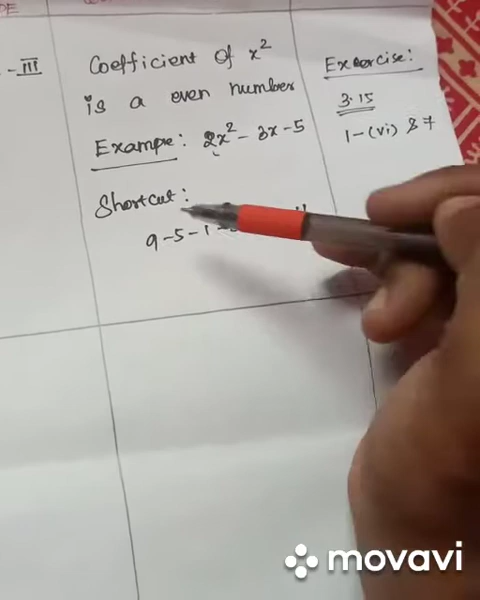 - III
Coefficient of x²
is a even number
Exampe: 2x² - 3x - 5
Shortcut:
9-5-1-
Exercise:
3.15
1-(vi) & 7
movavi